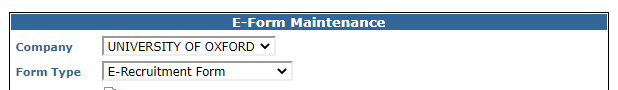 E-Form Maintenance
Company UNIVERSITY OF OXFORD
Form Type E-Recruitment Form